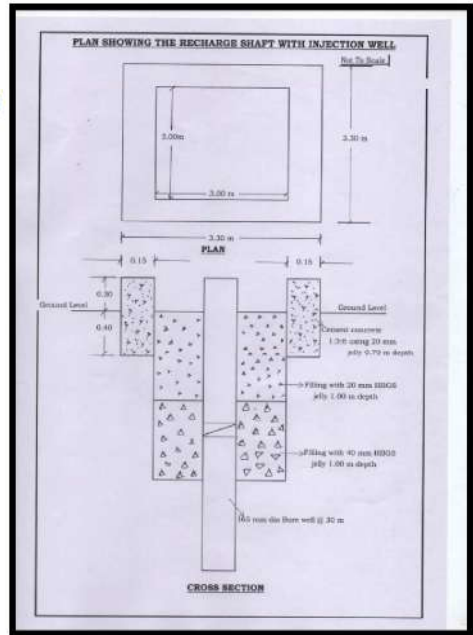 PLAN SHOWING THE RECHARGE SHAFT WITH INJECTION WELL
Not To Scale
3.00m
3.30 m
3.00 m
PLAN
3.30 m
0.15
0.15
0.30
Ground Level
Ground Level
0.40
Cement concrete
1:3:6 using 20 mm
jelly 0.70 m depth
Filling with 20 mm HBGS
jelly 1.00 m depth
Filling with 40 mm HBGS
jelly 1.00 m depth
165 mm dia Bore well @ 30 m
CROSS SECTION